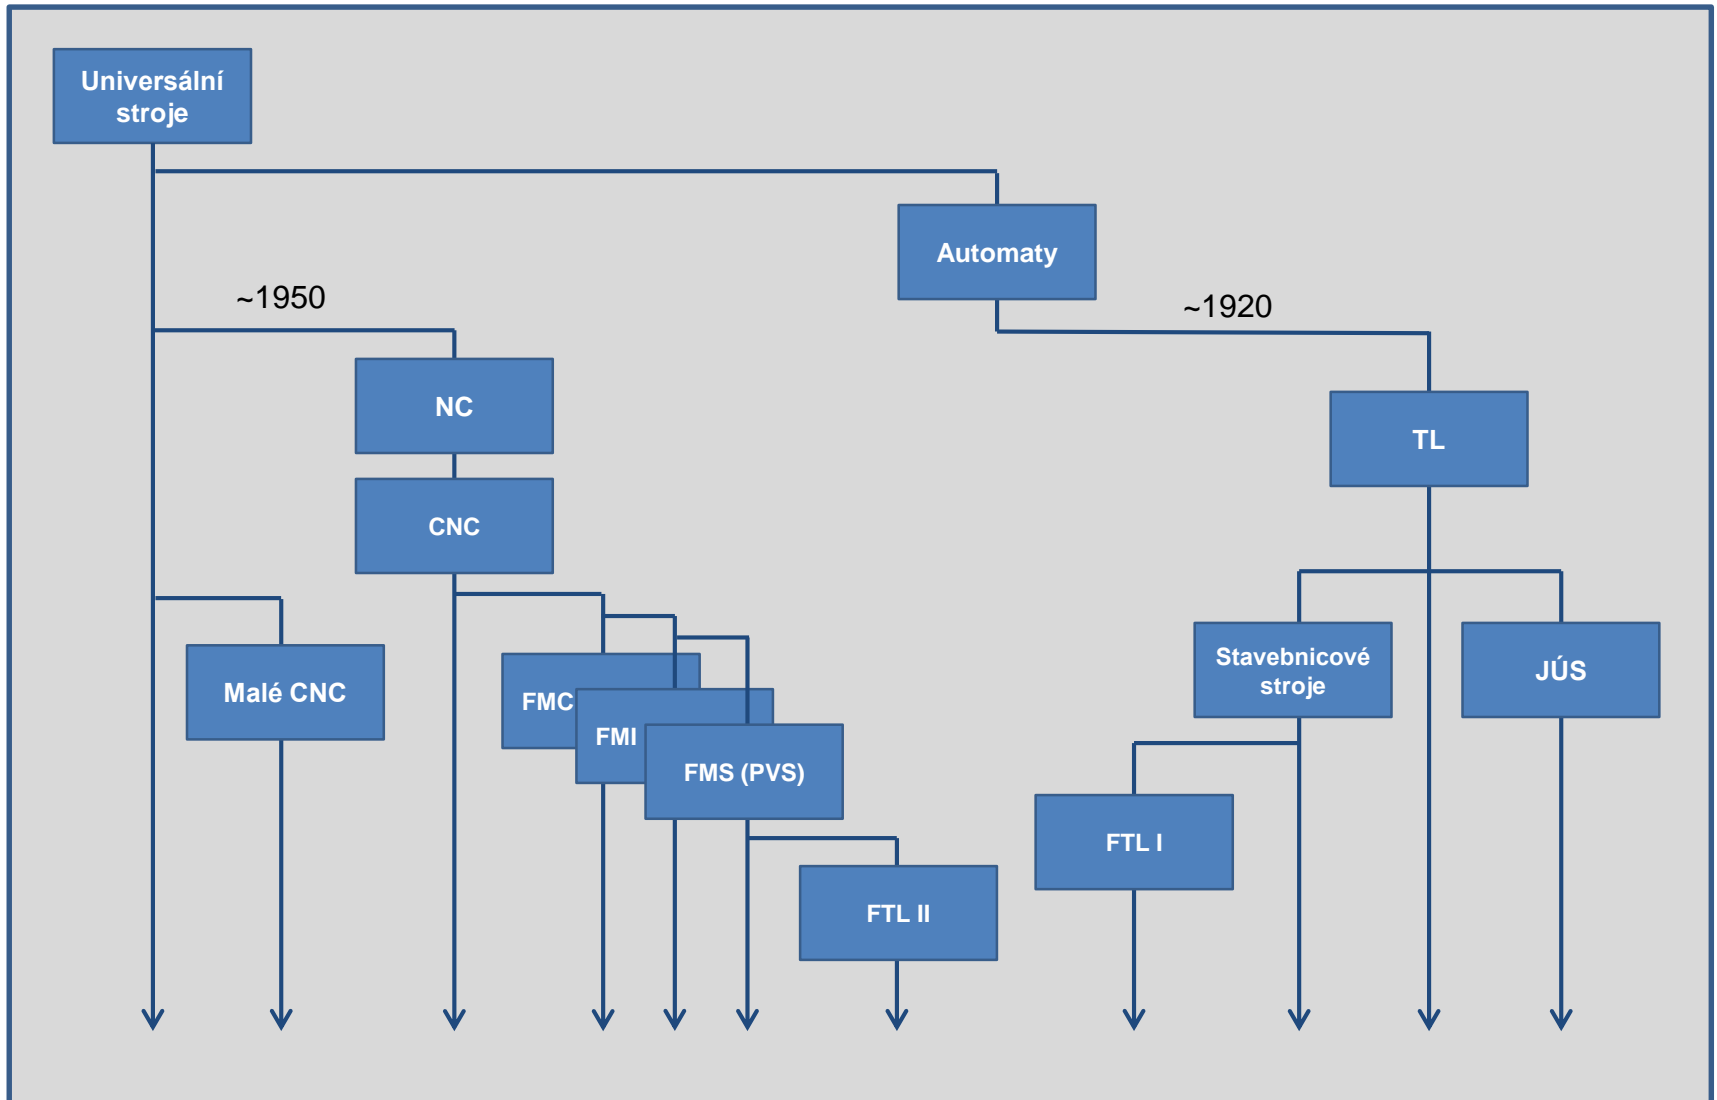 Universální
stroje
Automaty
~1950
~1920
NC
TL
CNC
Malé CNC
FMC
FMI
FMS (PVS)
Stavebnicové
stroje
JÚS
FTL I
FTL II